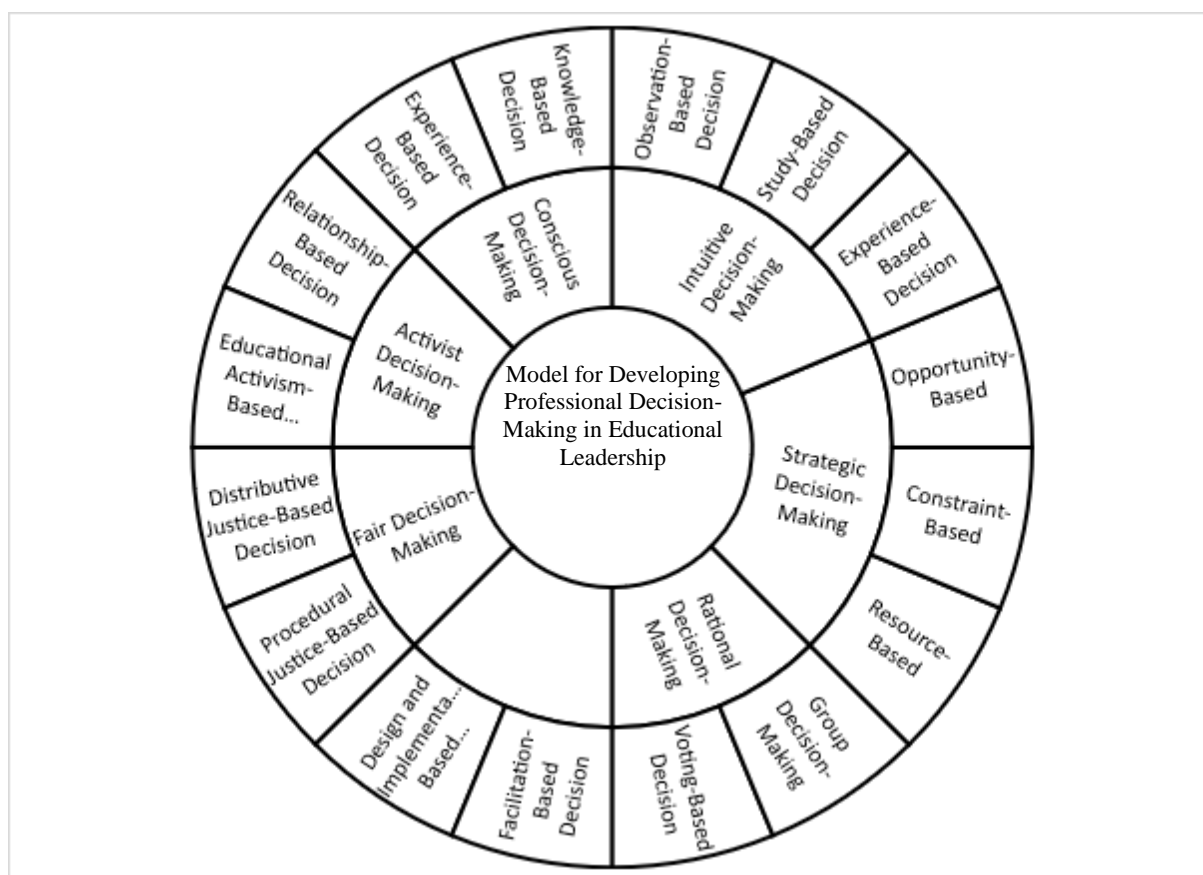 Model for Developing
Professional Decision-
Making in Educational
Leadership
Intuitive
Decision-
Making
Strategic
Decision-
Making
Rational
Decision-
Making
Fair Decision-
Making
Activist
Decision-
Making
Conscious
Decision-
Making
Observation-
Based
Decision
Study-Based
Decision
Experience-
Based
Decision
Opportunity-
Based
Constraint-
Based
Resource-
Based
Group
Decision-
Making
Voting-Based
Decision
Facilitation-
Based
Decision
Design and
Implementa...
Based...
Procedural
Justice-Based
Decision
Distributive
Justice-Based
Decision
Educational
Activism-
Based...
Relationship-
Based
Decision
Experience-
Based
Decision
Knowledge-
Based
Decision